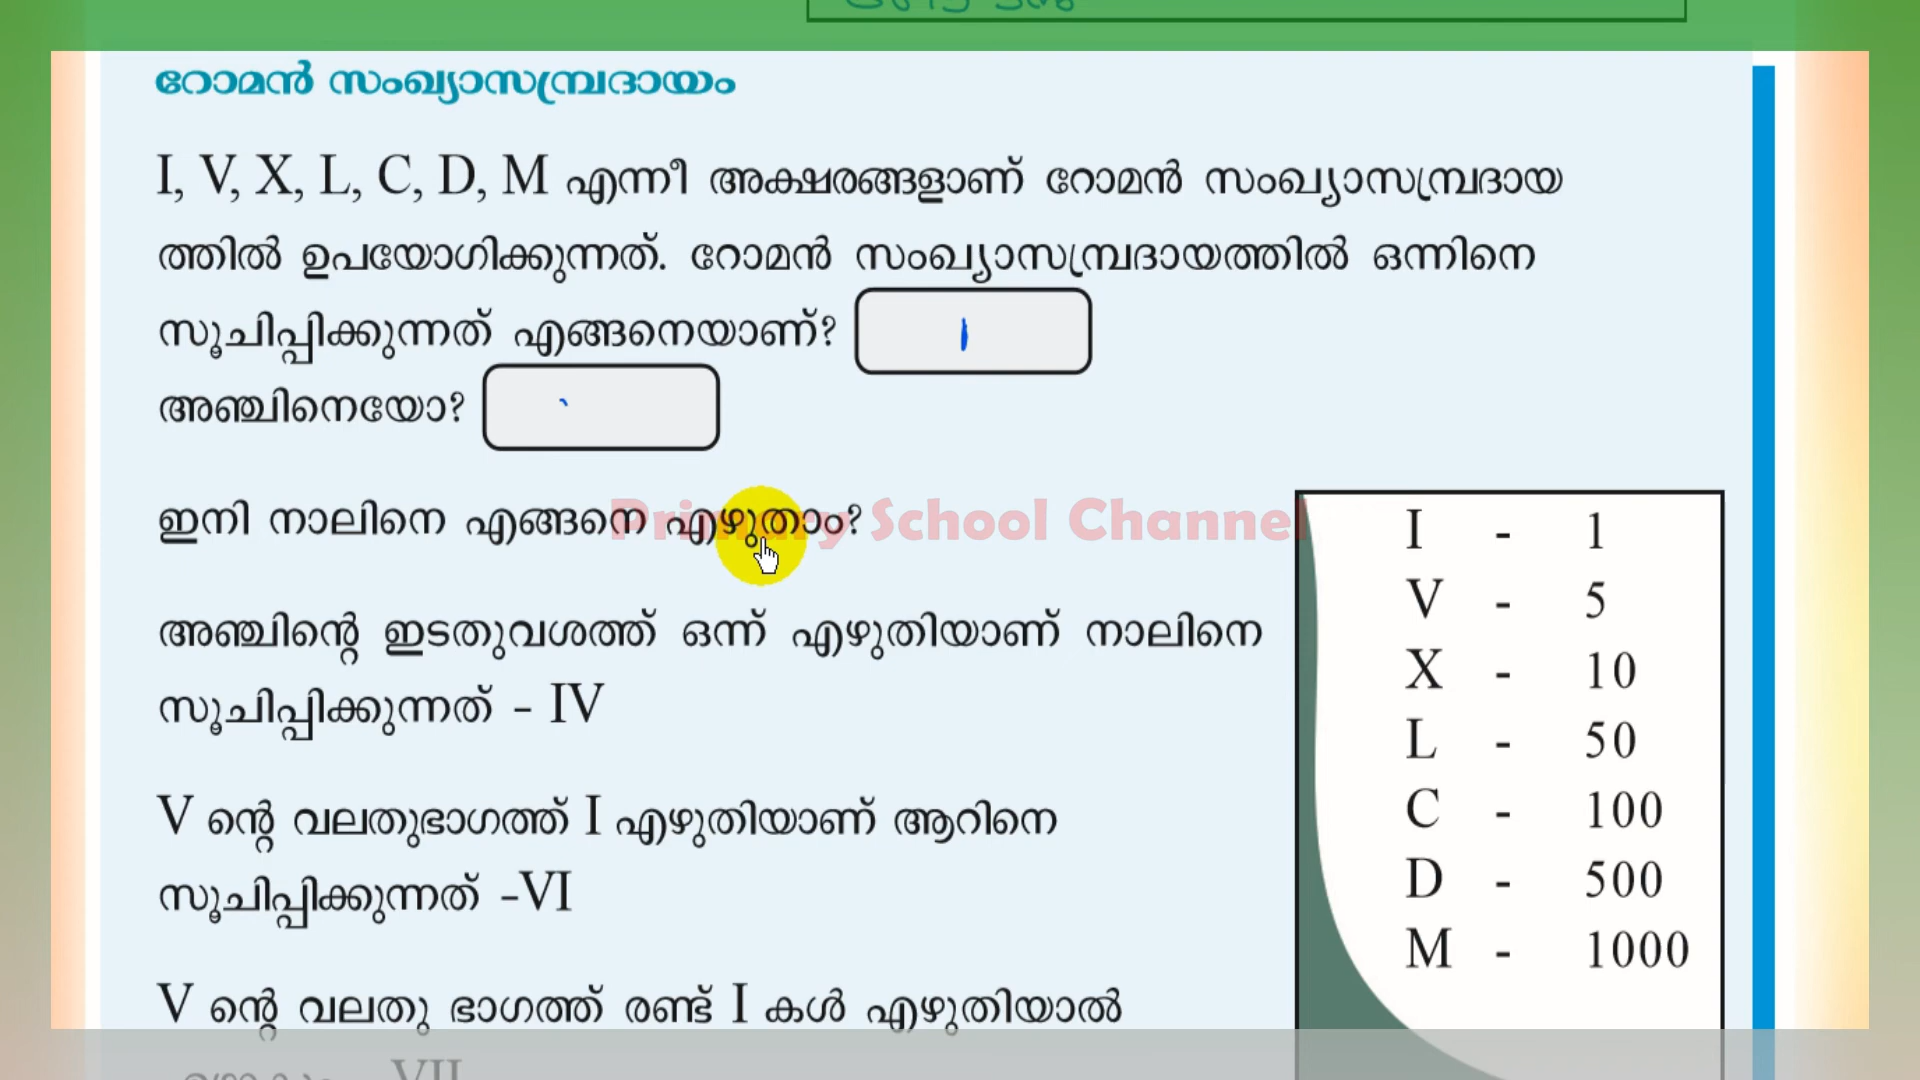 റോമൻ സംഖ്യാസമ്പ്രദായം
I, V, X, L, C, D, M എന്നീ അക്ഷരങ്ങളാണ് റോമൻ സംഖ്യാസമ്പ്രദായ
ത്തിൽ ഉപയോഗിക്കുന്നത്. റോമൻ സംഖ്യാസമ്പ്രദായത്തിൽ ഒന്നിനെ
സൂചിപ്പിക്കുന്നത് എങ്ങനെയാണ്? I
അഞ്ചിനെയോ?
ഇനി നാലിനെ എങ്ങനെ എഴുതാം?
Primary School Channel
അഞ്ചിന്റെ ഇടതുവശത്ത് ഒന്ന് എഴുതിയാണ് നാലിനെ
സൂചിപ്പിക്കുന്നത് - IV
V ന്റെ വലതുഭാഗത്ത് I എഴുതിയാണ് ആറിനെ
സൂചിപ്പിക്കുന്നത് -VI
V ന്റെ വലതു ഭാഗത്ത് രണ്ട് I കൾ എഴുതിയാൽ
VII
I - 1
V - 5
X - 10
L - 50
C - 100
D - 500
M - 1000